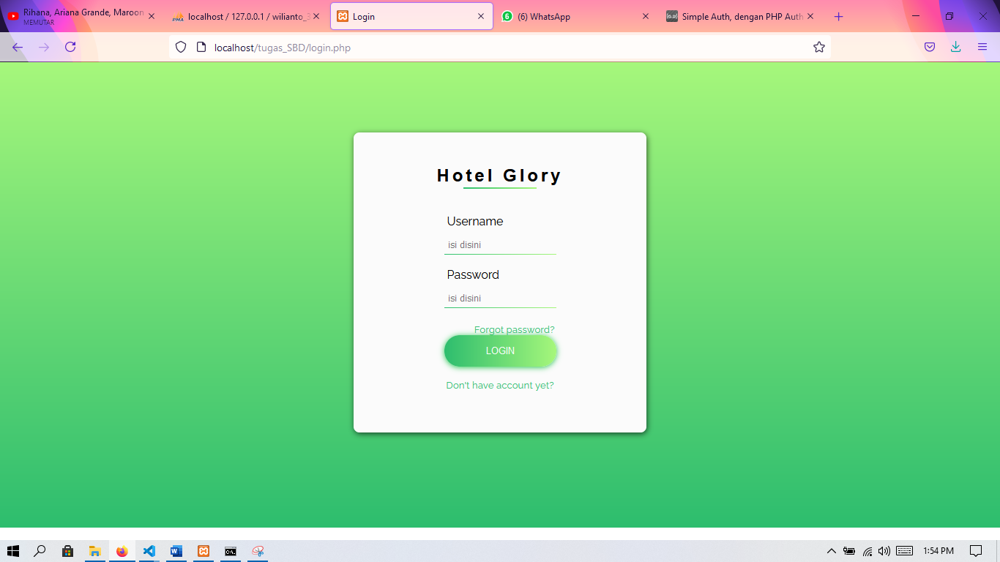 Rihana, Ariana Grande, Maroon
MEMUTAR
localhost / 127.0.0.1 / wilianto_3
Login
6
(6) WhatsApp
Simple Auth, dengan PHP Auth
localhost/tugas_SBD/login.php
Hotel Glory
Username
isi disini
Password
isi disini
Forgot password?
LOGIN
Don't have account yet?
1:54 PM